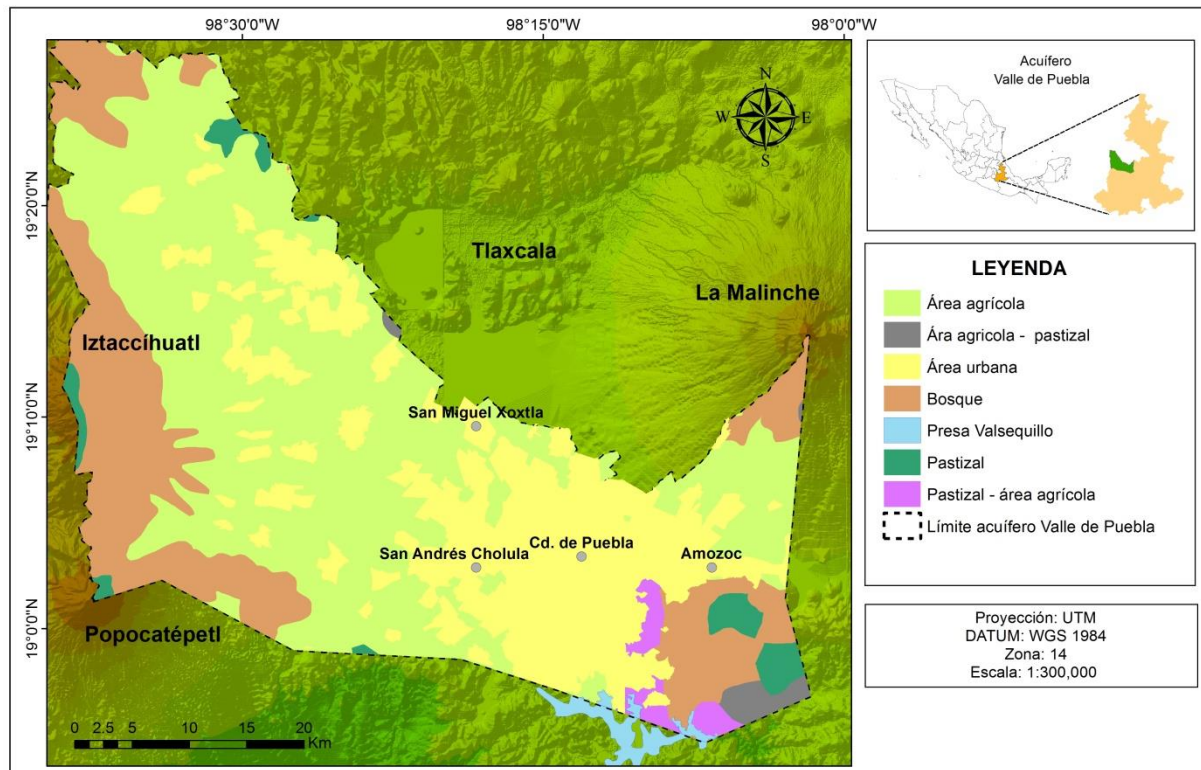 98°30'0"W
98°15'0"W
98°0'0"W
19°20'0"N
19°10'0"N
19°0'0"N
N
W
E
S
Tlaxcala
La Malinche
Iztaccíhuatl
San Miguel Xoxtla
San Andrés Cholula
Cd. de Puebla
Amozoc
Popocatépetl
0 2.5 5 10 15 20
Km
Acuífero
Valle de Puebla
LEYENDA
Área agrícola
Ára agricola - pastizal
Área urbana
Bosque
Presa Valsequillo
Pastizal
Pastizal - área agrícola
Límite acuífero Valle de Puebla
Proyección: UTM
DATUM: WGS 1984
Zona: 14
Escala: 1:300,000